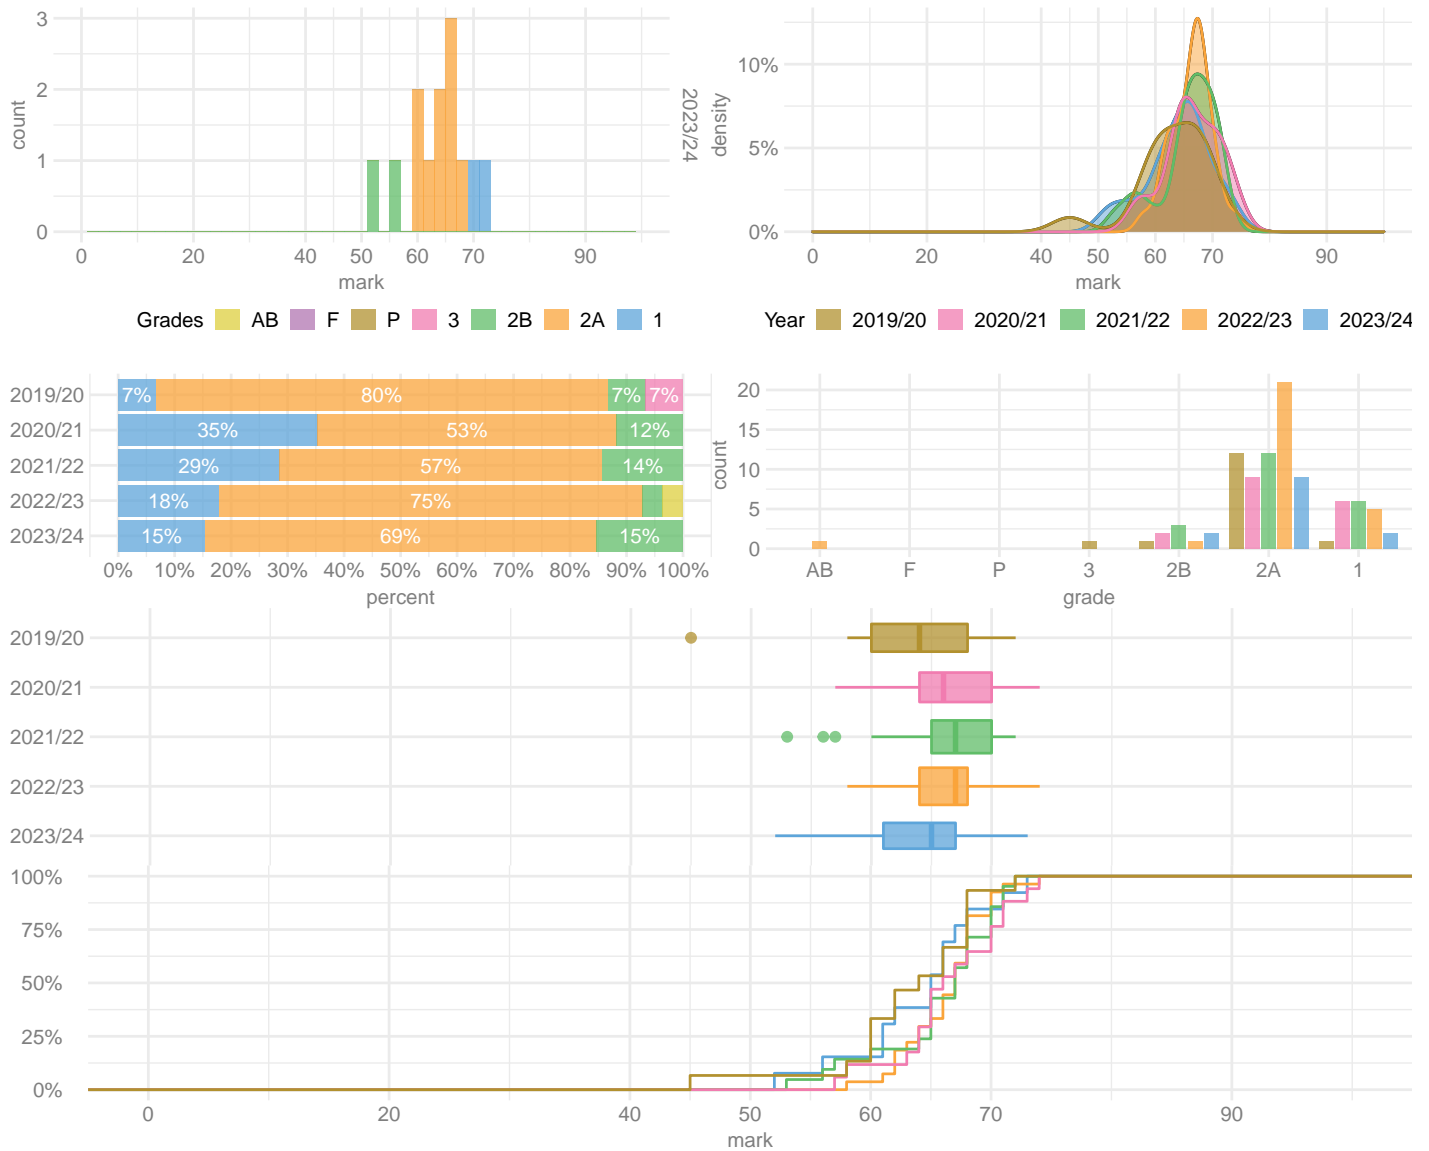 3
2
1
0
count
0 20 40 50 60 70 90
mark
2023/24
10%
5%
0%
density
0 20 40 50 60 70 90
mark
Grades AB F P 3 2B 2A 1
Year 2019/20 2020/21 2021/22 2022/23 2023/24
2019/20 7% 80% 7% 7%
2020/21 35% 53% 12%
2021/22 29% 57% 14%
2022/23 18% 75%
2023/24 15% 69% 15%
0% 10% 20% 30% 40% 50% 60% 70% 80% 90% 100%
percent
20
15
10
5
0
count
AB F P 3 2B 2A 1
grade
2019/20
2020/21
2021/22
2022/23
2023/24
100%
75%
50%
25%
0%
0 20 40 50 60 70 90
mark